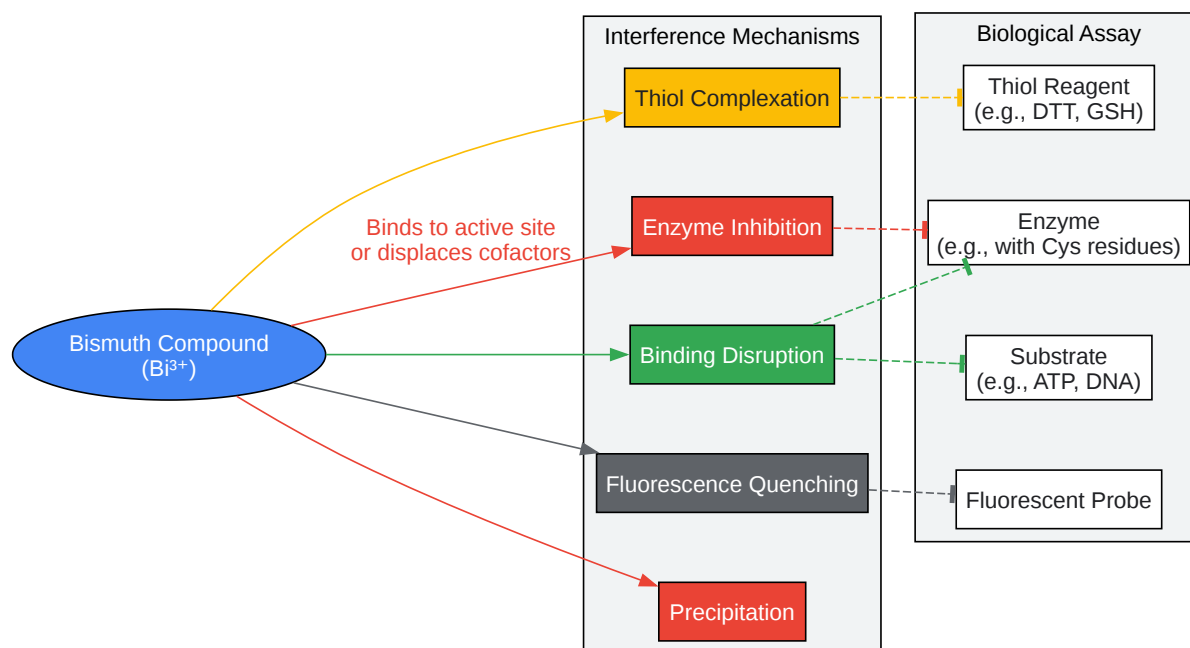 Interference Mechanisms
Biological Assay
Thiol Complexation
Thiol Reagent
(e.g., DTT, GSH)
Binds to active site
or displaces cofactors
Enzyme Inhibition
Enzyme
(e.g., with Cys residues)
Bismuth Compound
(Bi³⁺)
Binding Disruption
Substrate
(e.g., ATP, DNA)
Fluorescence Quenching
Fluorescent Probe
Precipitation